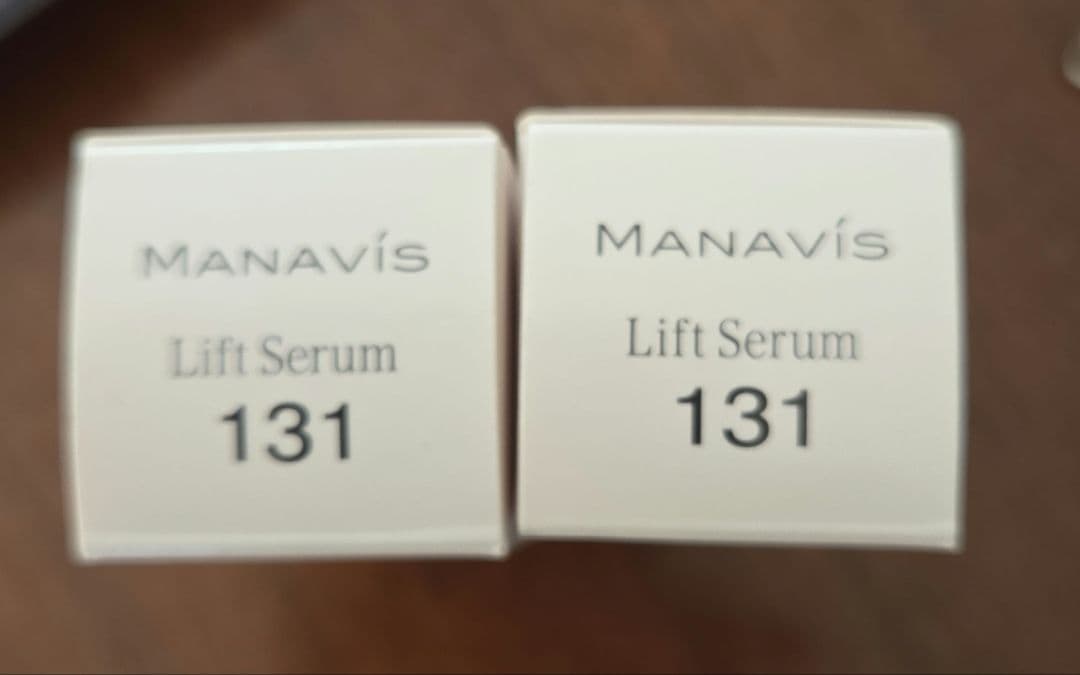 MANAVÍS
Lift Serum
131
MANAVÍS
Lift Serum
131